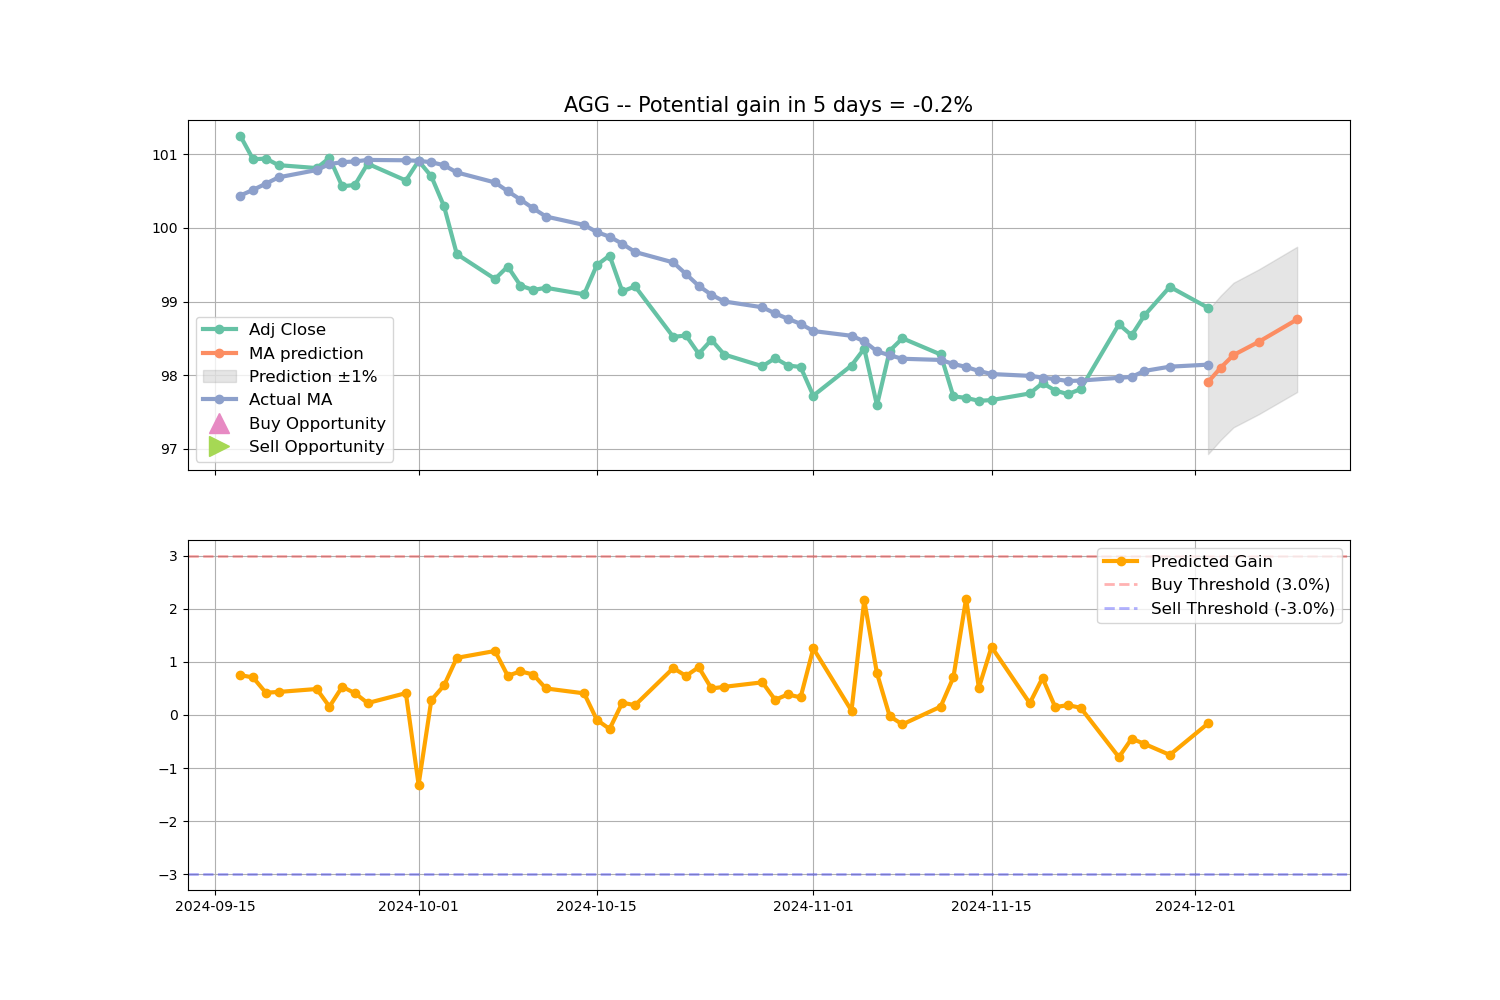 AGG -- Potential gain in 5 days = -0.2%
101
100
99
98
97
Adj Close
MA prediction
Prediction ±1%
Actual MA
Buy Opportunity
Sell Opportunity
3
2
1
0
−1
−2
−3
Predicted Gain
Buy Threshold (3.0%)
Sell Threshold (-3.0%)
2024-09-15 2024-10-01 2024-10-15 2024-11-01 2024-11-15 2024-12-01